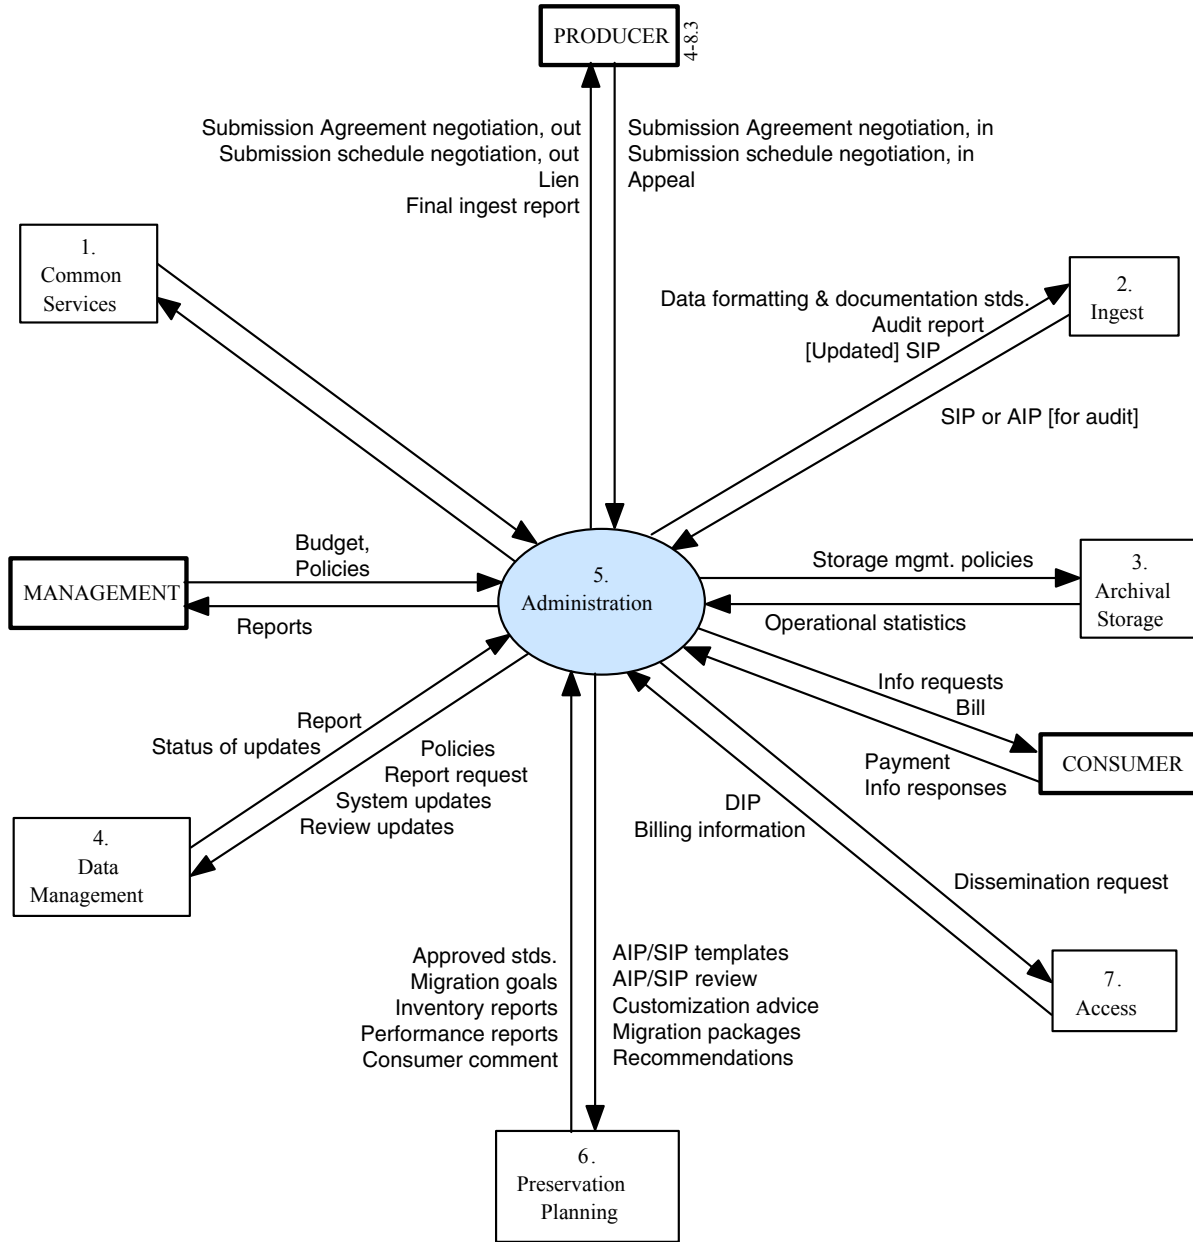 PRODUCER
4-8.3
Submission Agreement negotiation, out
Submission schedule negotiation, out
Lien
Final ingest report
Submission Agreement negotiation, in
Submission schedule negotiation, in
Appeal
1.
Common
Services
2.
Ingest
Data formatting & documentation stds.
Audit report
[Updated] SIP
SIP or AIP [for audit]
MANAGEMENT
Budget,
Policies
Reports
5.
Administration
Storage mgmt. policies
Operational statistics
3.
Archival
Storage
Info requests
Bill
Payment
Info responses
CONSUMER
Report
Status of updates
Policies
Report request
System updates
Review updates
4.
Data
Management
DIP
Billing information
Dissemination request
7.
Access
Approved stds.
Migration goals
Inventory reports
Performance reports
Consumer comment
AIP/SIP templates
AIP/SIP review
Customization advice
Migration packages
Recommendations
6.
Preservation
Planning